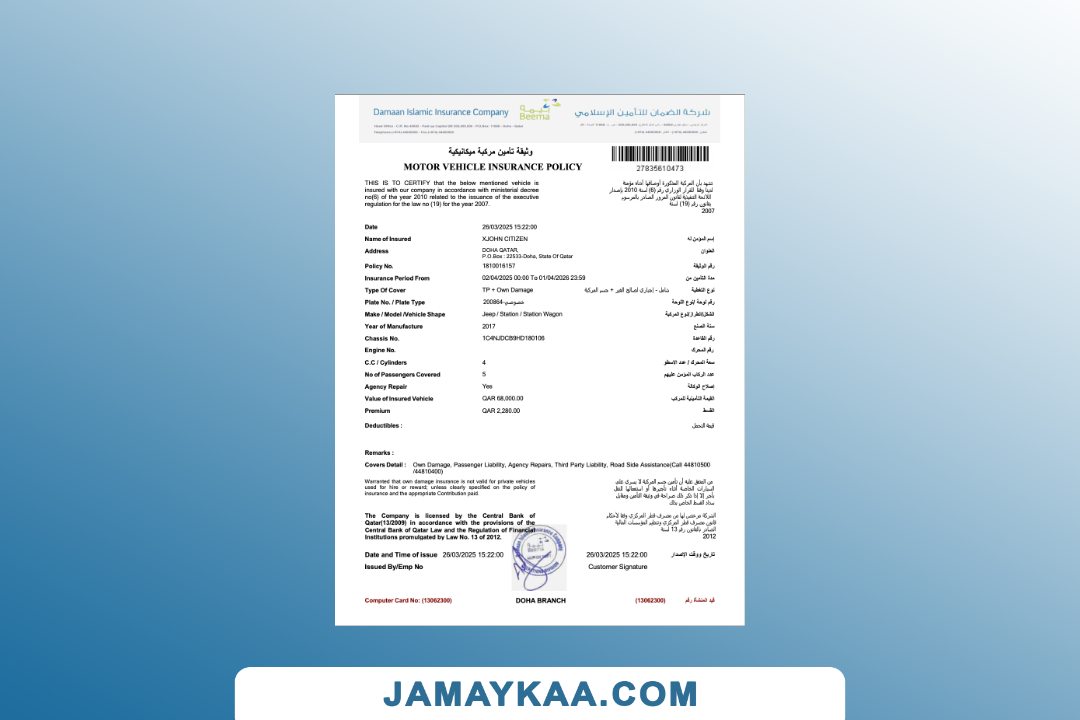 Damaan Islamic Insurance Company
بيمه
Beema
شركة الضمان للتأمين الإسلامي
وثيقة تأمين مركبة ميكانيكية
MOTOR VEHICLE INSURANCE POLICY
27835610473
THIS IS TO CERTIFY that the below mentioned vehicle is
insured with our company in accordance with ministerial decree
no(6) of the year 2010 related to the issuance of the executive
regulation for the law no (19) for the year 2007.
نشهد بأن المركبة المذكورة أوصافها أعلاه مؤمنة
لدينا وفقا للقرار الوزاري رقم (6) لسنة 2010 بإصدار
اللائحة التنفيذية لقانون المرور الصادر بالمرسوم
بقانون رقم (19) لسنة
2007
Date 26/03/2025 15:22:00
Name of Insured XJOHN CITIZEN إسم المؤمن له
Address DOHA QATAR, العنوان
P.O.Box : 22533-Doha, State Of Qatar
Policy No. 1810016157 رقم الوثيقة
Insurance Period From 02/04/2025 00:00 To 01/04/2026 23:59 مدة التأمين من
Type Of Cover TP + Own Damage شامل - إجباري لصالح الغير + جسم المركبة نوع التغطية
Plate No. / Plate Type 200864-خصوصي رقم لوحة /نوع اللوحة
Make / Model /Vehicle Shape Jeep / Station / Station Wagon الشكل/الطراز/نوع المركبة
Year of Manufacture 2017 سنة الصنع
Chassis No. 1C4NJDCB9HD180106 رقم القاعدة
Engine No. رقم المحرك
C.C / Cylinders 4 سعة المحرك / عدد الاسطو
No of Passengers Covered 5 عدد الركاب المؤمن عليهم
Agency Repair Yes إصلاح الوكالة
Value of Insured Vehicle QAR 68,000.00 القيمة التأمينية للمركب
Premium QAR 2,280.00 القسط
Deductibles : قيمة التحمل
Remarks :
Covers Detail : Own Damage, Passenger Liability, Agency Repairs, Third Party Liability, Road Side Assistance(Call 44810500
/44810400)
Warranted that own damage insurance is not valid for private vehicles
used for hire or reward; unless clearly specified on the policy of
insurance and the appropriate Contribution paid.
من المتفق عليه أن تأمين جسم المركبة لا يسري على
السيارات الخاصة أثناء تأجيرها أو استعمالها لنقل
بأجر إلا إذا ذكر ذلك صراحة في وثيقة التأمين ومقابل
سداد القسط الخاص بذلك
The Company is licensed by the Central Bank of
Qatar(13/2009) in accordance with the provisions of the
Central Bank of Qatar Law and the Regulation of Financial
Institutions promulgated by Law No. 13 of 2012.
الشركة مرخص لها من مصرف قطر المركزي وفقا لأحكام
قانون مصرف قطر المركزي وتنظيم المؤسسات المالية
الصادر بالقانون رقم 13 لسنة
2012
Date and Time of issue 26/03/2025 15:22:00 26/03/2025 15:22:00 تاريخ ووقت الإصدار
Issued By/Emp No Customer Signature
Computer Card No: (13062300) DOHA BRANCH (13062300) قيد المنشاة رقم
JAMAYKAA.COM